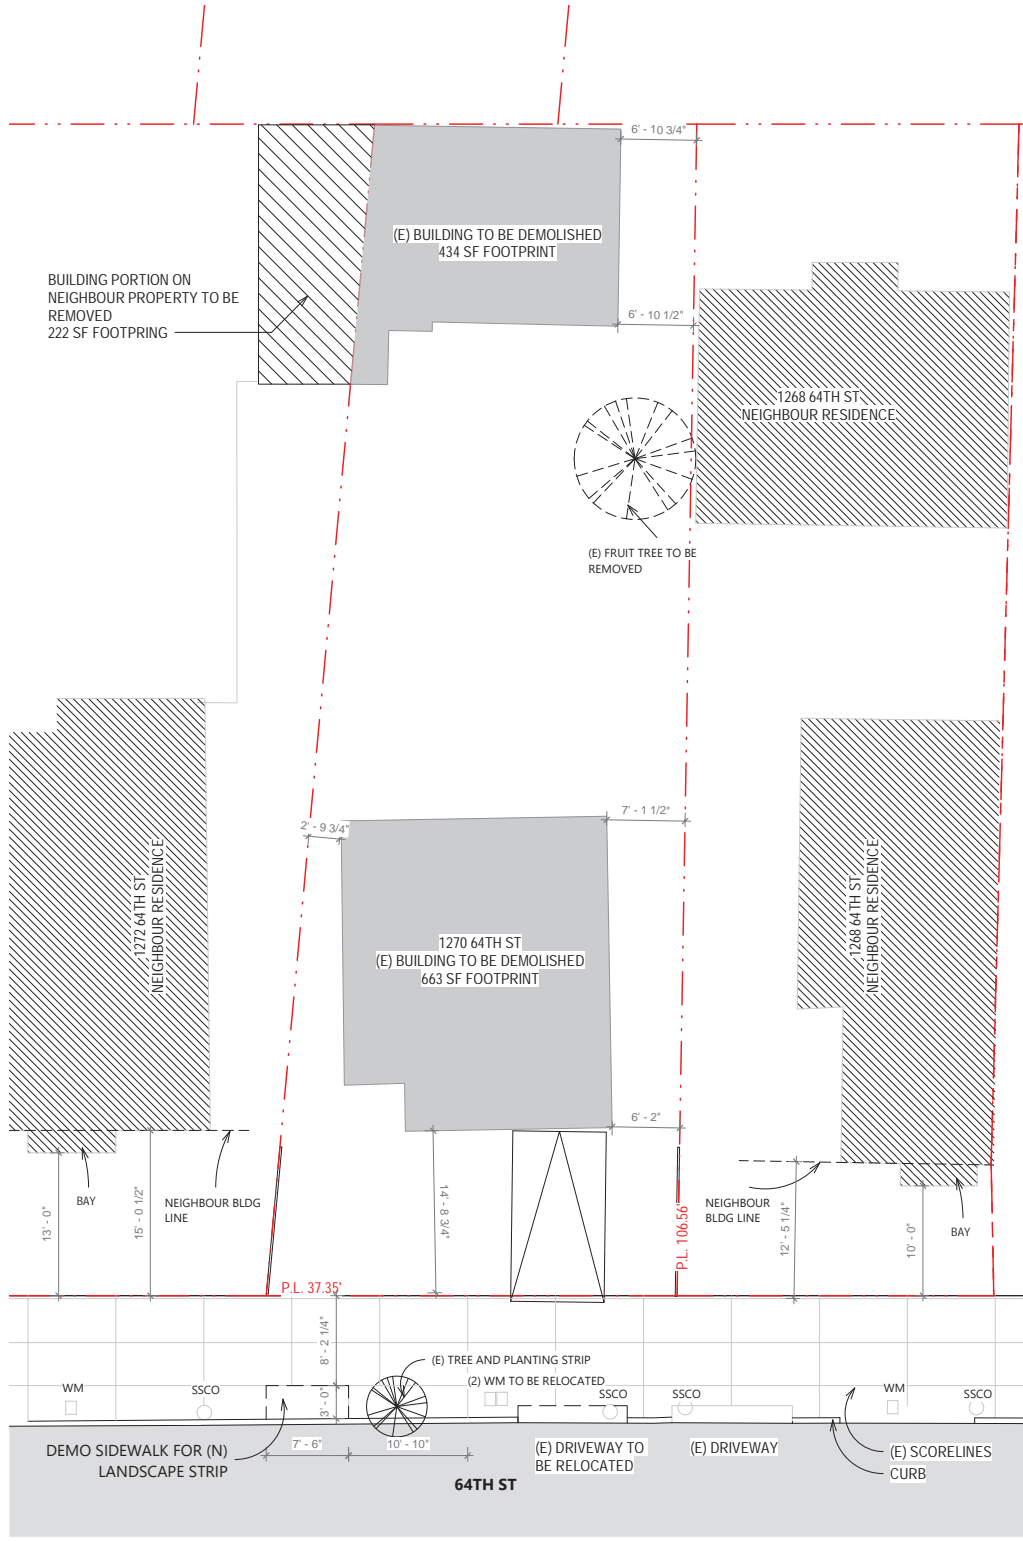 6' - 10 3/4"
(E) BUILDING TO BE DEMOLISHED
434 SF FOOTPRINT
BUILDING PORTION ON
NEIGHBOUR PROPERTY TO BE
REMOVED
222 SF FOOTPRING
6' - 10 1/2"
1268 64TH ST
NEIGHBOUR RESIDENCE
(E) FRUIT TREE TO BE
REMOVED
7' - 1 1/2"
2' - 9 3/4"
1272 64TH ST
NEIGHBOUR RESIDENCE
1270 64TH ST
(E) BUILDING TO BE DEMOLISHED
663 SF FOOTPRINT
1268 64TH ST
NEIGHBOUR RESIDENCE
6' - 2"
BAY
NEIGHBOUR BLDG
LINE
13' - 0"
15' - 0 1/2"
14' - 8 3/4"
P.L. 106.56'
NEIGHBOUR
BLDG LINE
12' - 5 1/4"
10' - 0"
BAY
P.L. 37.35'
8' - 2 1/4"
3' - 0"
(E) TREE AND PLANTING STRIP
(2) WM TO BE RELOCATED
WM
SSCO
SSCO
SSCO
WM
SSCO
DEMO SIDEWALK FOR (N)
LANDSCAPE STRIP
7' - 6"
10' - 10"
(E) DRIVEWAY TO
BE RELOCATED
(E) DRIVEWAY
(E) SCORELINES
CURB
64TH ST